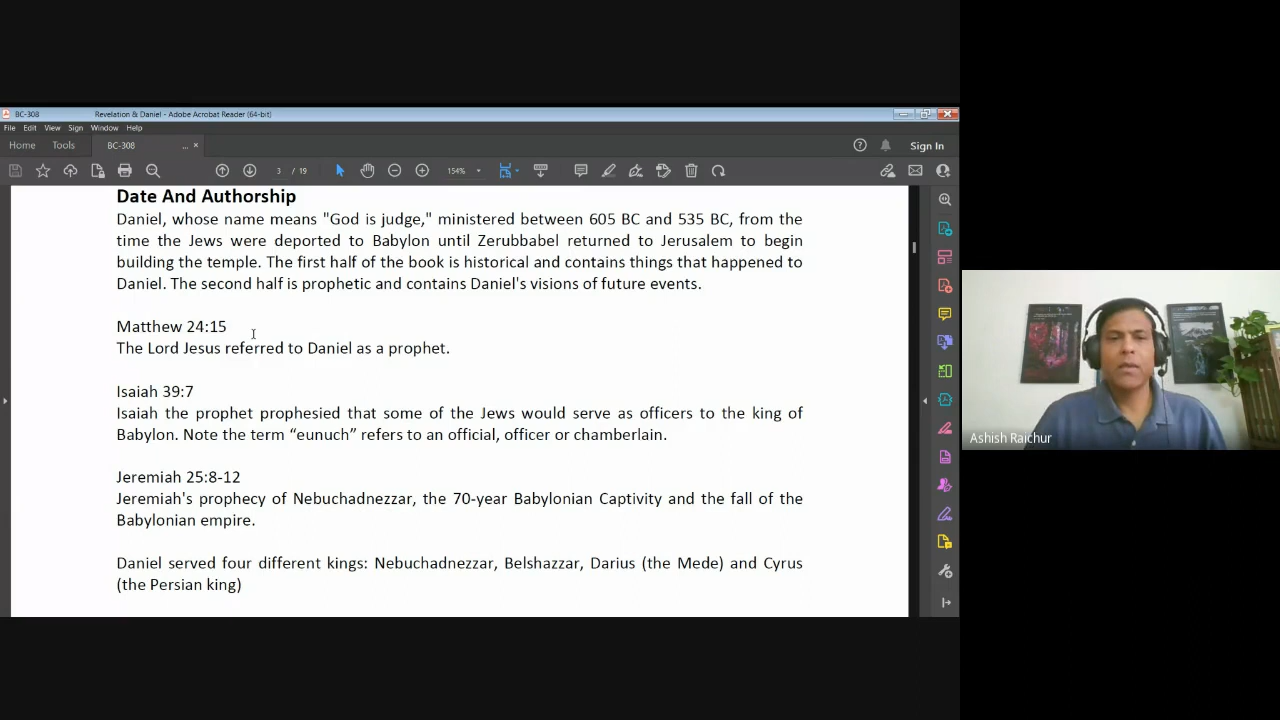 BC-308 Revelation & Daniel - Adobe Acrobat Reader (64-bit)
File Edit View Sign Window Help
Home Tools BC-308 ... × Sign In
3 / 19 154%
Date And Authorship
Daniel, whose name means "God is judge," ministered between 605 BC and 535 BC, from the
time the Jews were deported to Babylon until Zerubbabel returned to Jerusalem to begin
building the temple. The first half of the book is historical and contains things that happened to
Daniel. The second half is prophetic and contains Daniel's visions of future events.
Matthew 24:15
The Lord Jesus referred to Daniel as a prophet.
Isaiah 39:7
Isaiah the prophet prophesied that some of the Jews would serve as officers to the king of
Babylon. Note the term “eunuch” refers to an official, officer or chamberlain.
Jeremiah 25:8-12
Jeremiah's prophecy of Nebuchadnezzar, the 70-year Babylonian Captivity and the fall of the
Babylonian empire.
Daniel served four different kings: Nebuchadnezzar, Belshazzar, Darius (the Mede) and Cyrus
(the Persian king)
Ashish Raichur